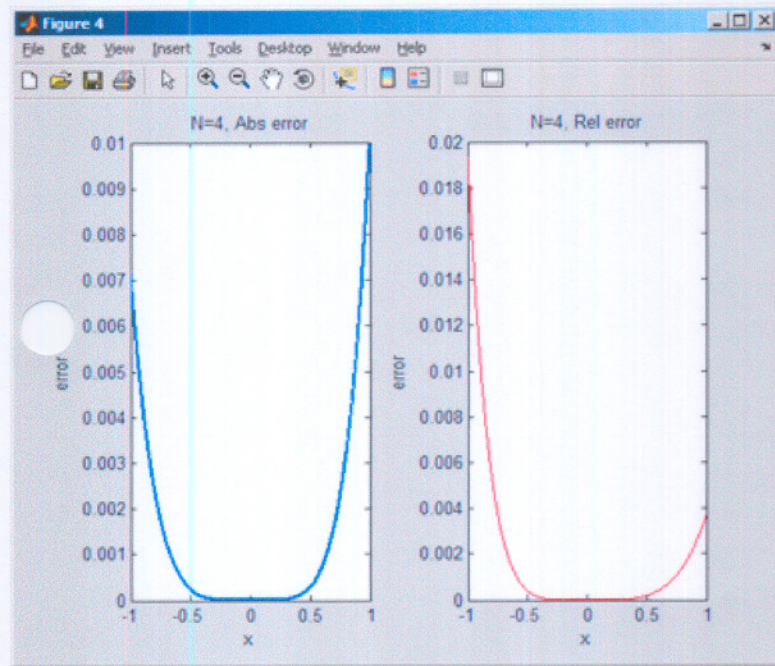 Figure 4
File Edit View Insert Tools Desktop Window Help
N=4, Abs error
0.01
0.009
0.008
0.007
0.006
0.005
0.004
0.003
0.002
0.001
0
error
-1 -0.5 0 0.5 1
x
N=4, Rel error
0.02
0.018
0.016
0.014
0.012
0.01
0.008
0.006
0.004
0.002
0
error
-1 -0.5 0 0.5 1
x